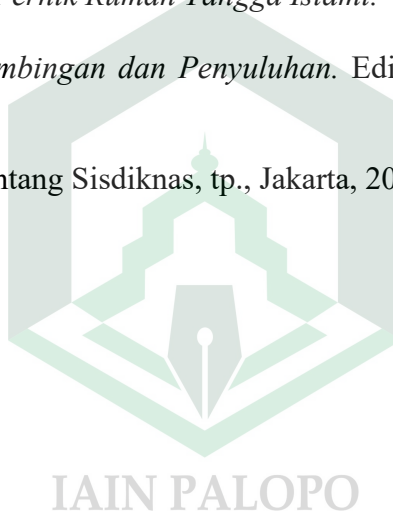 ernik Rumah Tangga Islami.
mbingan dan Penyuluhan. Edi
ntang Sisdiknas, tp., Jakarta, 20
IAIN PALOPO